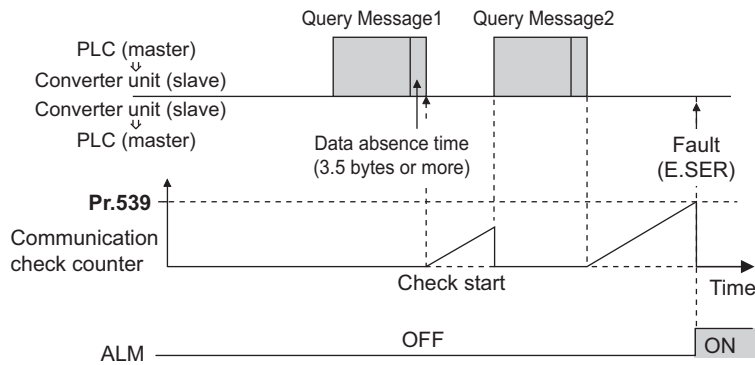 Query Message1
Query Message2
PLC (master)
⇩
Converter unit (slave)
Converter unit (slave)
⇩
PLC (master)
Data absence time
(3.5 bytes or more)
Fault
(E.SER)
Pr.539
Communication
check counter
Check start
Time
ALM
OFF
ON